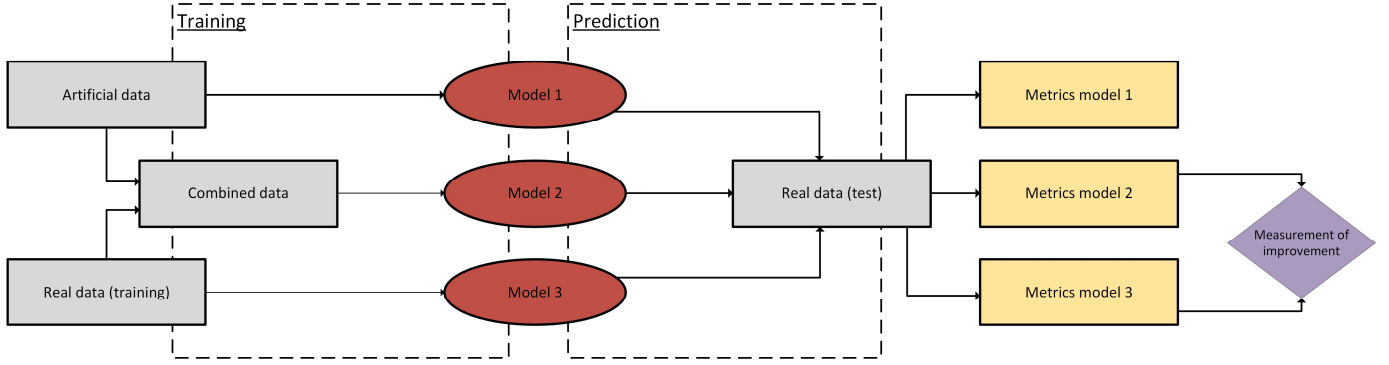 Training
Prediction
Artificial data
Model 1
Metrics model 1
Combined data
Model 2
Real data (test)
Metrics model 2
Measurement of
improvement
Real data (training)
Model 3
Metrics model 3